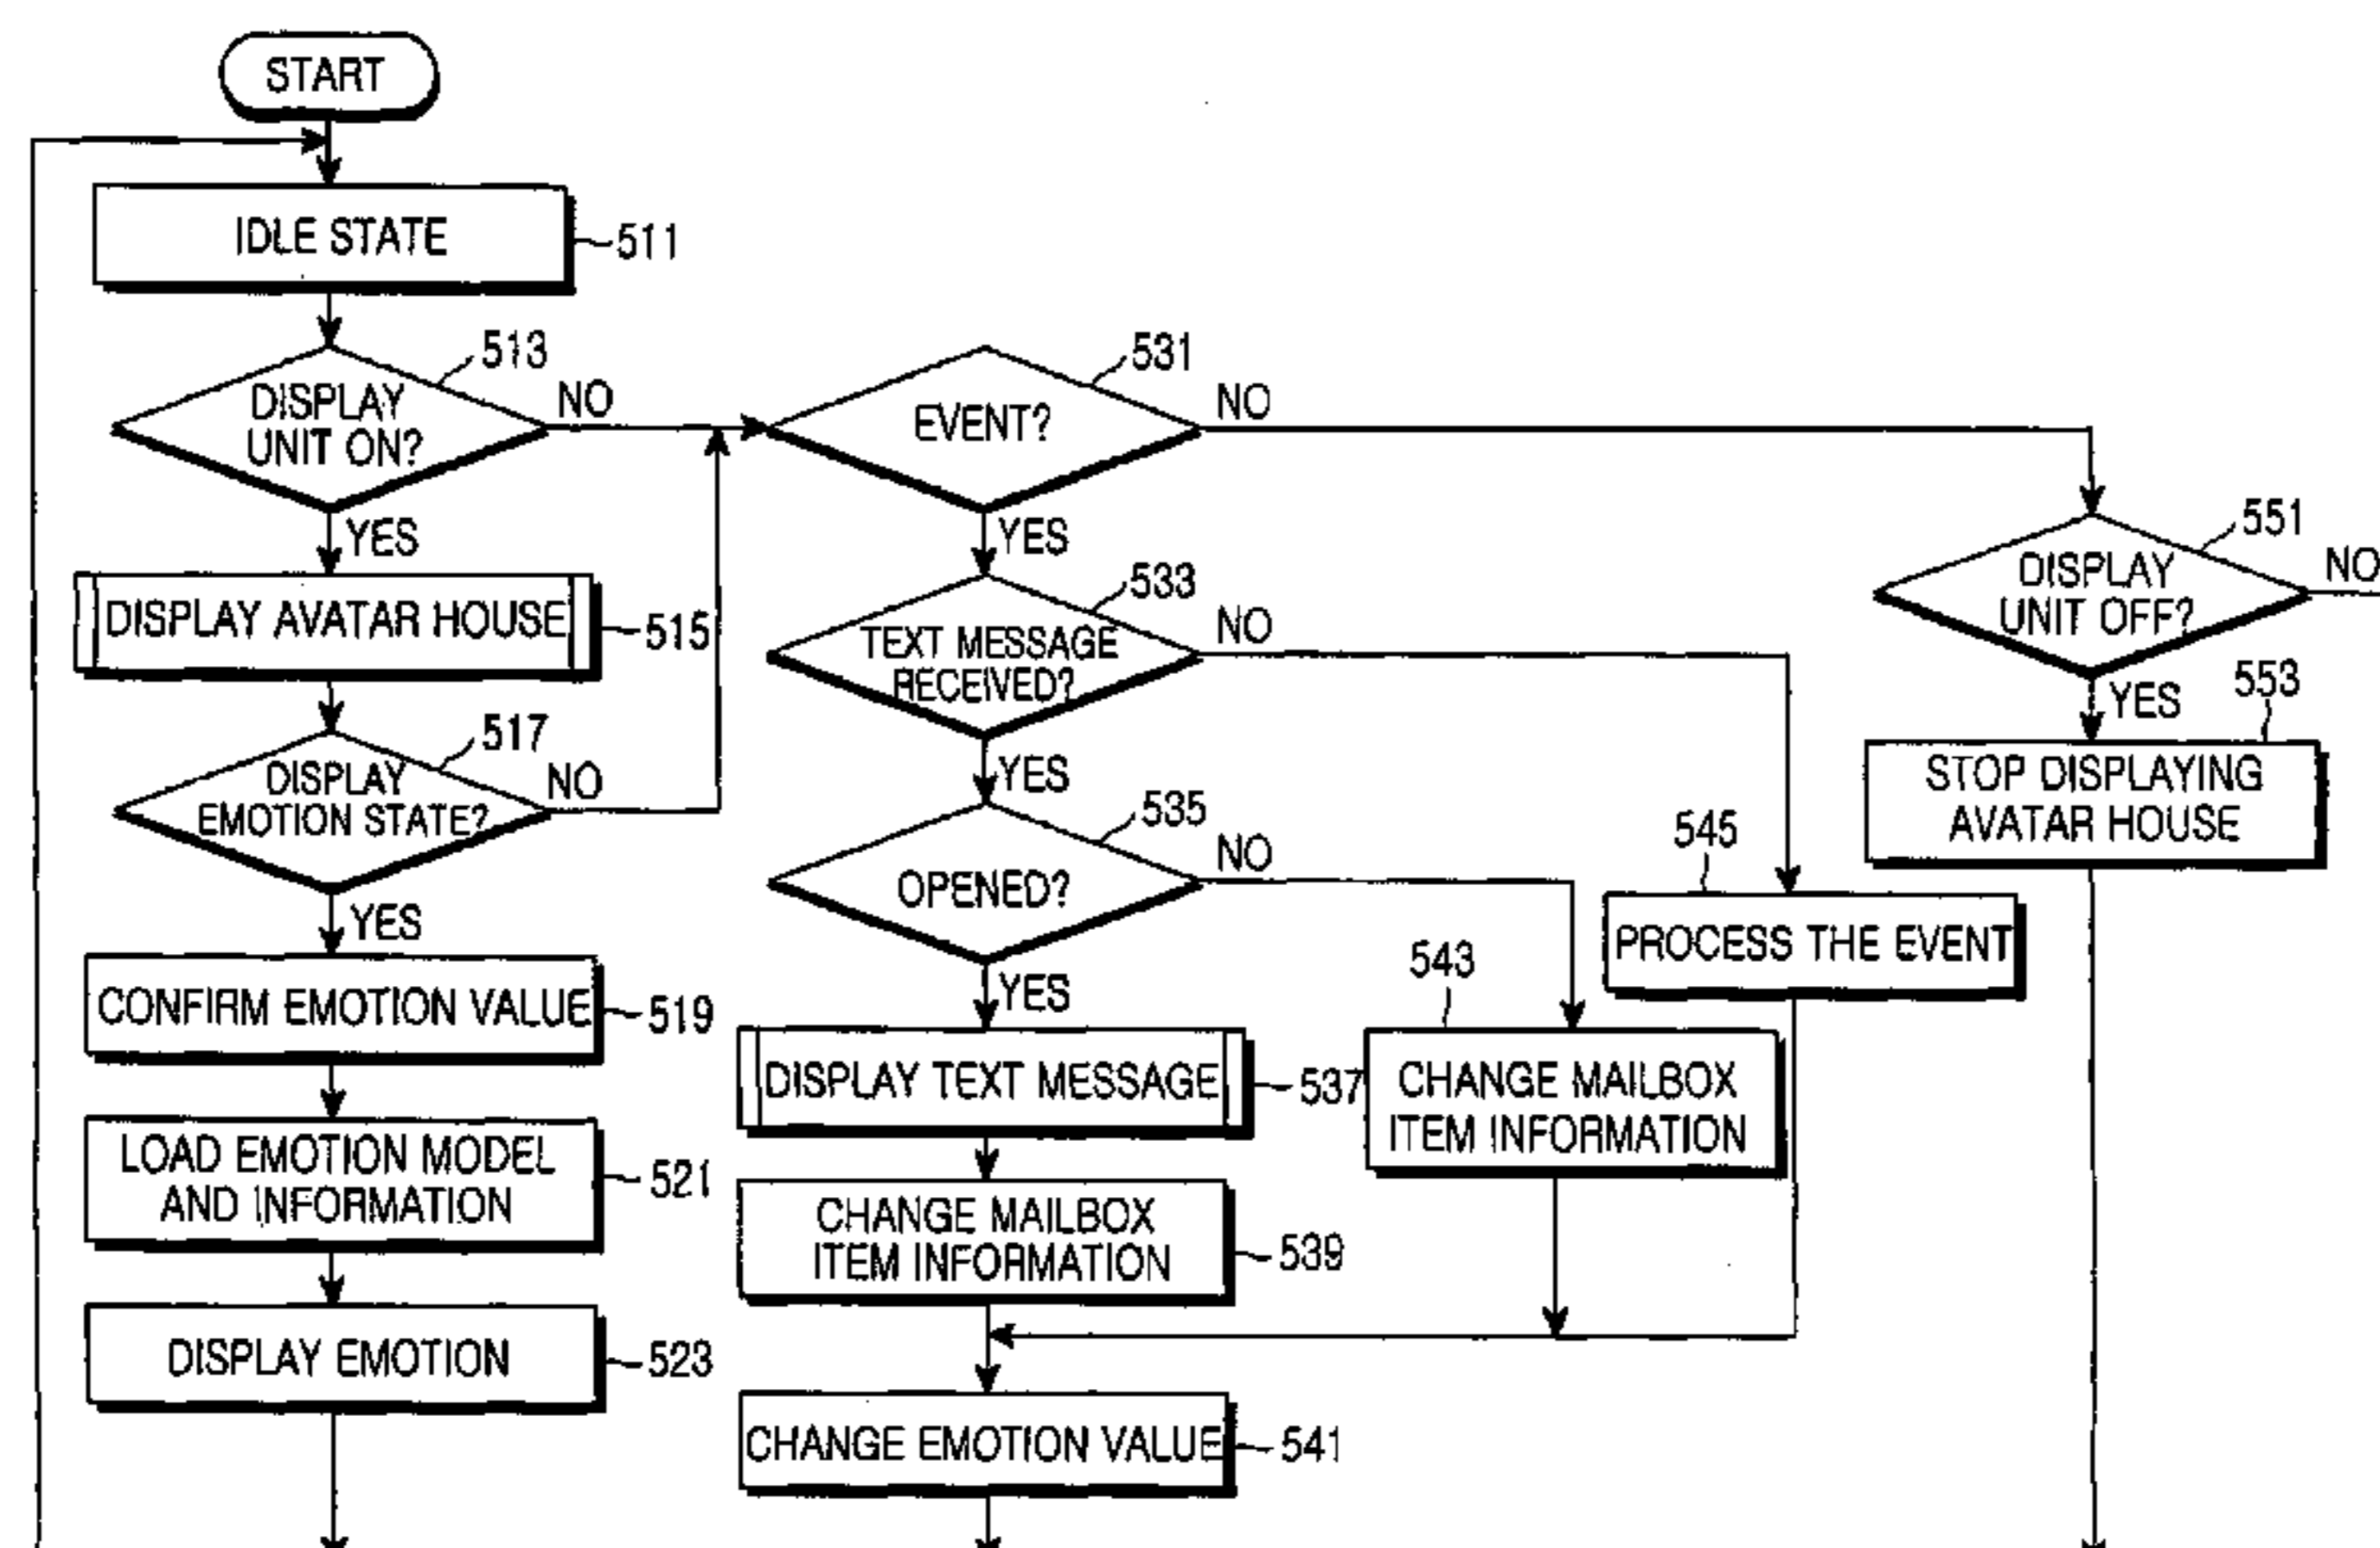 START
IDLE STATE
511
513
DISPLAY
UNIT ON?
NO
YES
DISPLAY AVATAR HOUSE
515
517
DISPLAY
EMOTION STATE?
NO
YES
CONFIRM EMOTION VALUE
519
LOAD EMOTION MODEL
AND INFORMATION
521
DISPLAY EMOTION
523
531
EVENT?
NO
YES
533
TEXT MESSAGE
RECEIVED?
NO
YES
535
OPENED?
NO
YES
DISPLAY TEXT MESSAGE
537
CHANGE MAILBOX
ITEM INFORMATION
539
CHANGE EMOTION VALUE
541
543
CHANGE MAILBOX
ITEM INFORMATION
545
PROCESS THE EVENT
551
DISPLAY
UNIT OFF?
NO
YES
553
STOP DISPLAYING
AVATAR HOUSE